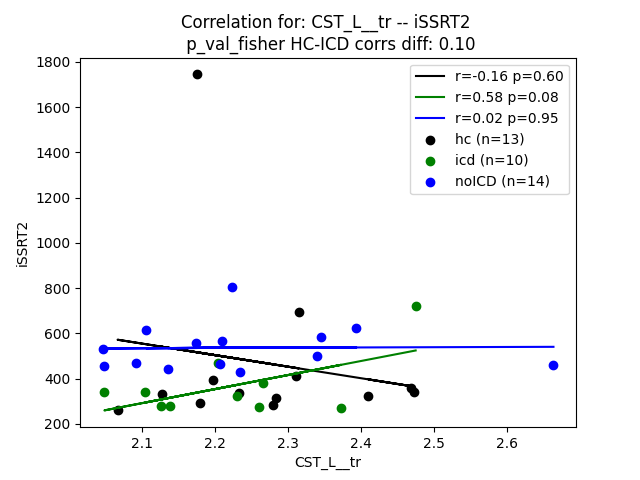 Correlation for: CST_L__tr -- iSSRT2
p_val_fisher HC-ICD corrs diff: 0.10
r=-0.16 p=0.60
r=0.58 p=0.08
r=0.02 p=0.95
hc (n=13)
icd (n=10)
noICD (n=14)
1800
1600
1400
1200
1000
800
600
400
200
iSSRT2
2.1 2.2 2.3 2.4 2.5 2.6
CST_L__tr